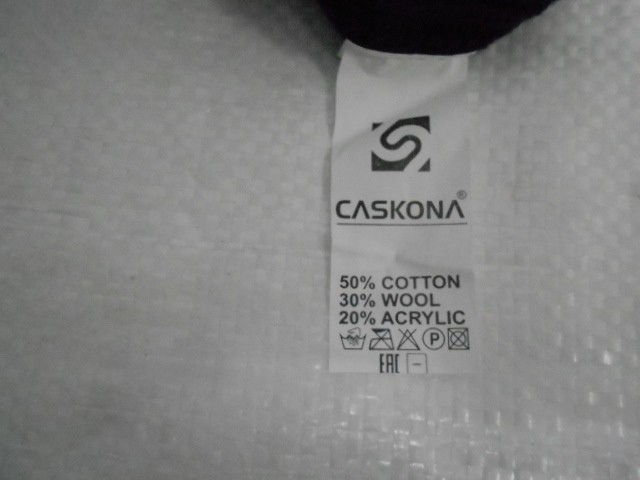 CASKONA®
50% COTTON
30% WOOL
20% ACRYLIC
P
EAC